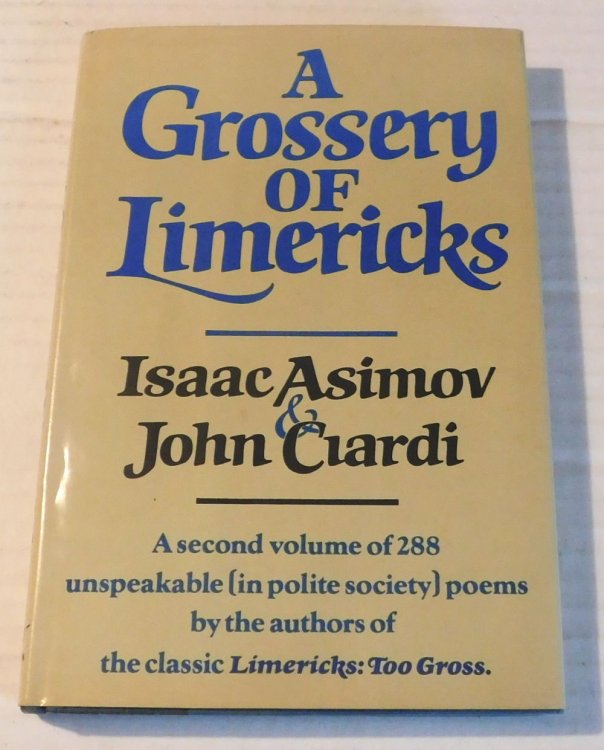 A
Grossery
OF
Limericks
Isaac Asimov
&
John Ciardi
A second volume of 288
unspeakable (in polite society) poems
by the authors of
the classic Limericks: Too Gross.